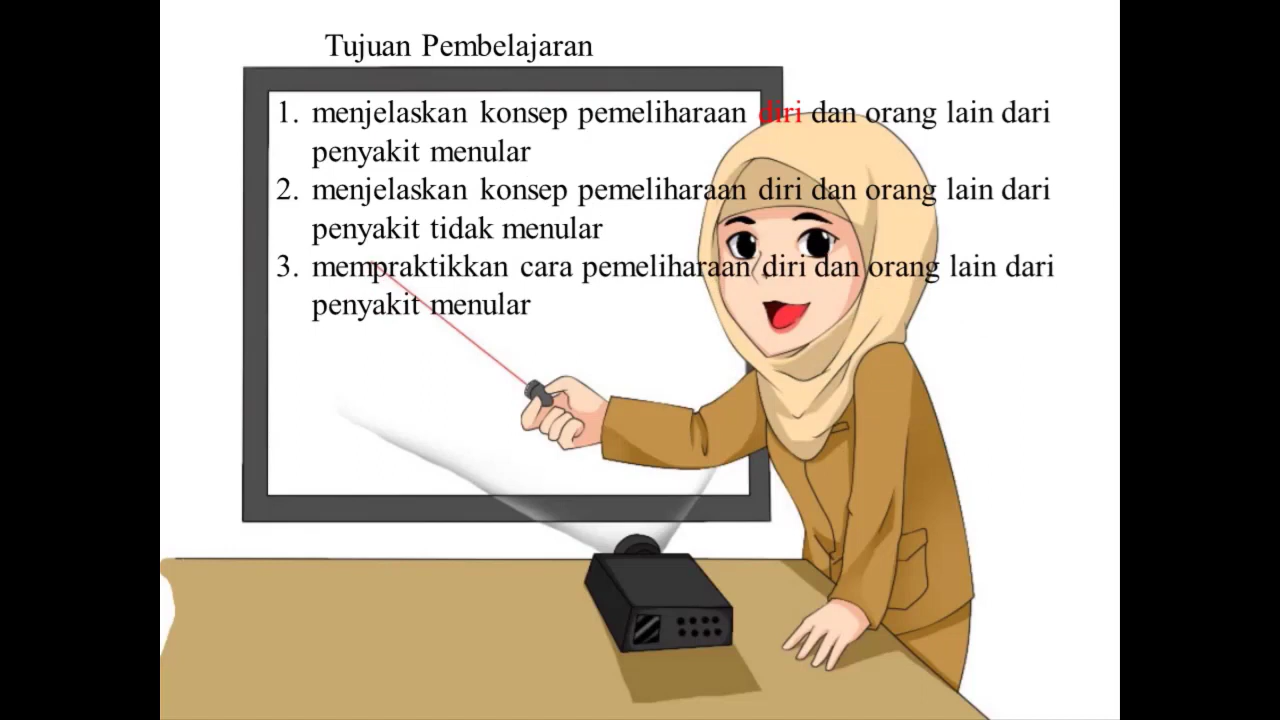 Tujuan Pembelajaran
1. menjelaskan konsep pemeliharaan diri dan orang lain dari
penyakit menular
2. menjelaskan konsep pemeliharaan diri dan orang lain dari
penyakit tidak menular
3. mempraktikkan cara pemeliharaan diri dan orang lain dari
penyakit menular